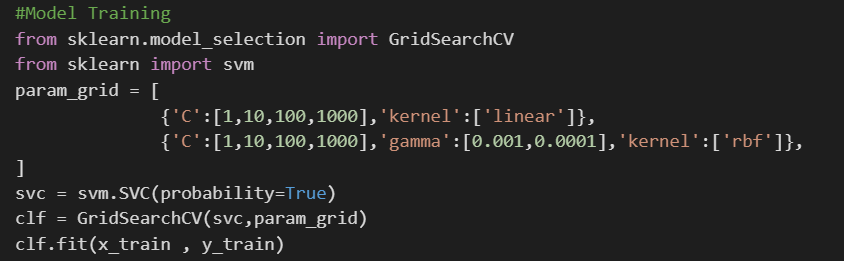 #Model Training
from sklearn.model_selection import GridSearchCV
from sklearn import svm
param_grid = [
              {'C':[1,10,100,1000],'kernel':['linear']},
              {'C':[1,10,100,1000],'gamma':[0.001,0.0001],'kernel':['rbf']},
]
svc = svm.SVC(probability=True)
clf = GridSearchCV(svc,param_grid)
clf.fit(x_train , y_train)